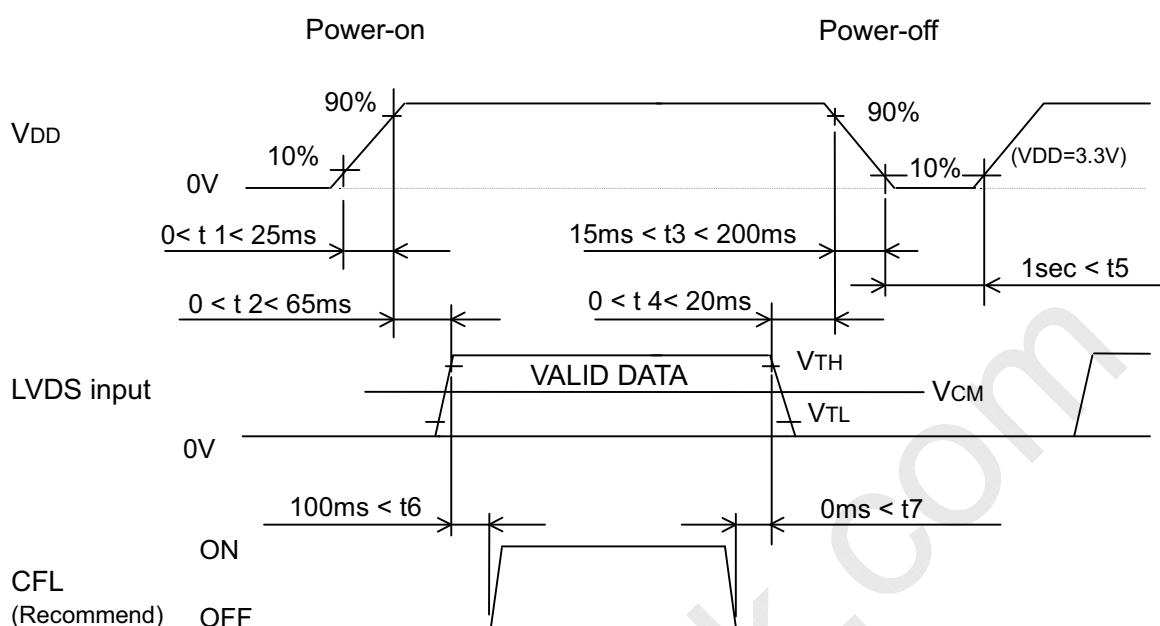 Power-on
Power-off
VDD
90%
90%
10%
10%
(VDD=3.3V)
0V
0< t 1< 25ms
15ms < t3 < 200ms
1sec < t5
0 < t 2< 65ms
0 < t 4< 20ms
LVDS input
VALID DATA
VTH
VCM
VTL
0V
100ms < t6
0ms < t7
ON
CFL
(Recommend)
OFF
.com